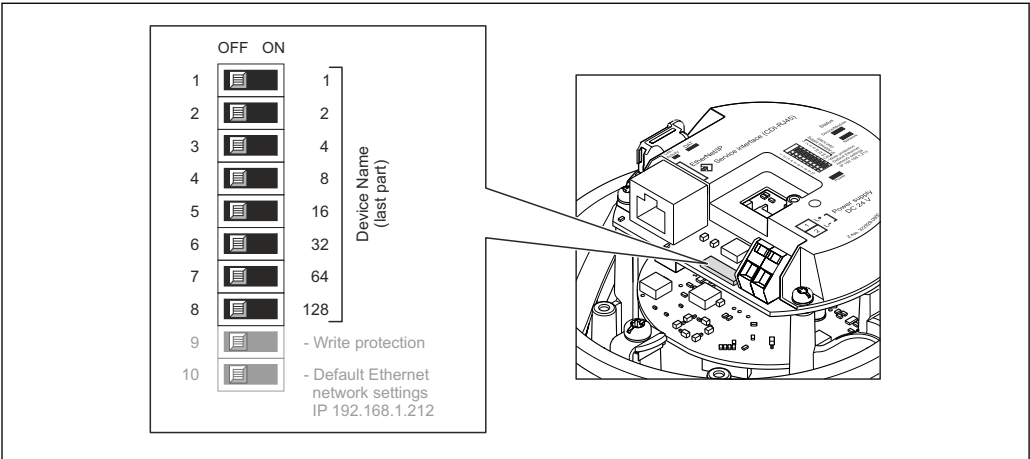 OFF ON
1 1
2 2
3 4
4 8
5 16
6 32
7 64
8 128
Device Name
(last part)
9 - Write protection
10 - Default Ethernet
network settings
IP 192.168.1.212
EtherNet/IP
Service interface (CDI-RJ45)
Status
Power supply
DC 24 V
1 +
2 -